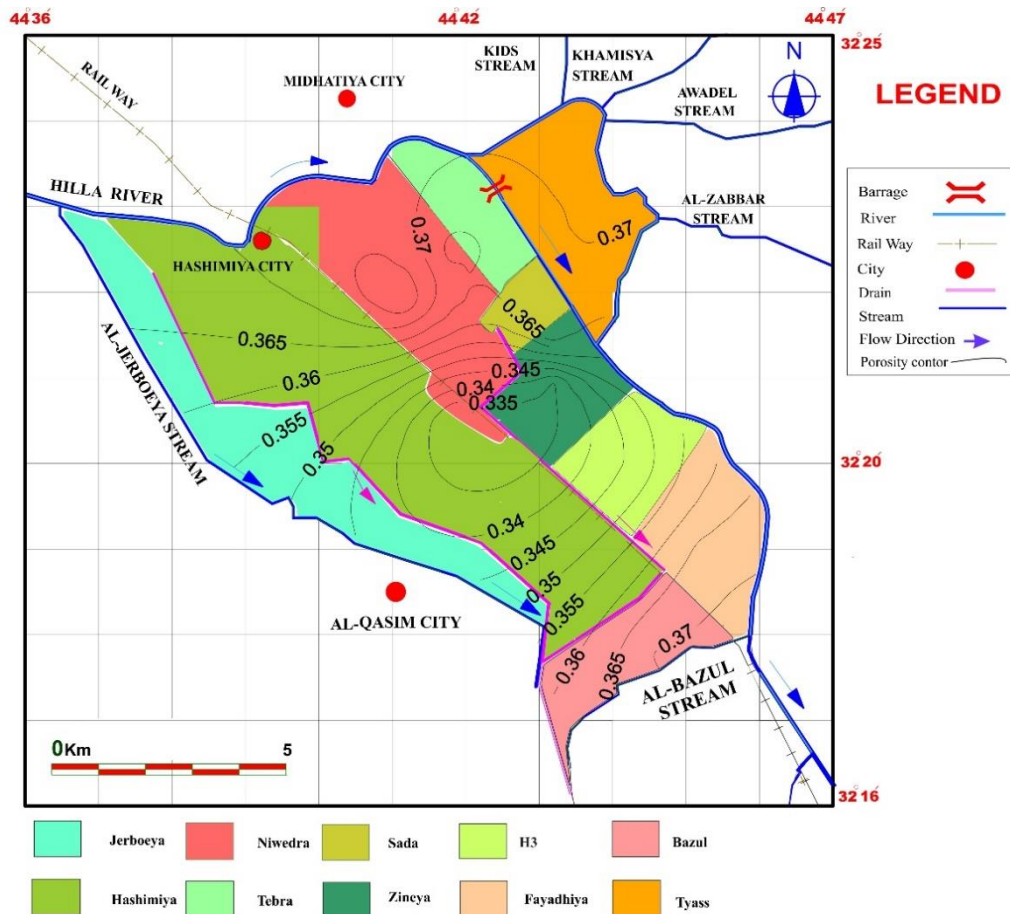 44° 36
44° 42
44° 47
32° 25
KIDS
STREAM
KHAMISYA
STREAM
RAIL WAY
MIDHATIYA CITY
N
AWADEL
STREAM
LEGEND
HILLA RIVER
AL-ZABBAR
STREAM
Barrage
River
Rail Way
City
Drain
Stream
Flow Direction
Porosity contor
HASHIMIYA CITY
0.37
0.37
0.365
0.365
0.36
0.345
0.34
0.335
AL-JERBOEYA STREAM
0.355
0.35
32° 20
0.34
0.345
0.35
0.355
AL-QASIM CITY
0.36
0.365
0.37
AL-BAZUL
STREAM
0Km 5
32° 16
Jerboeya
Niwedra
Sada
H3
Bazul
Hashimiya
Tebra
Zineya
Fayadhiya
Tyass